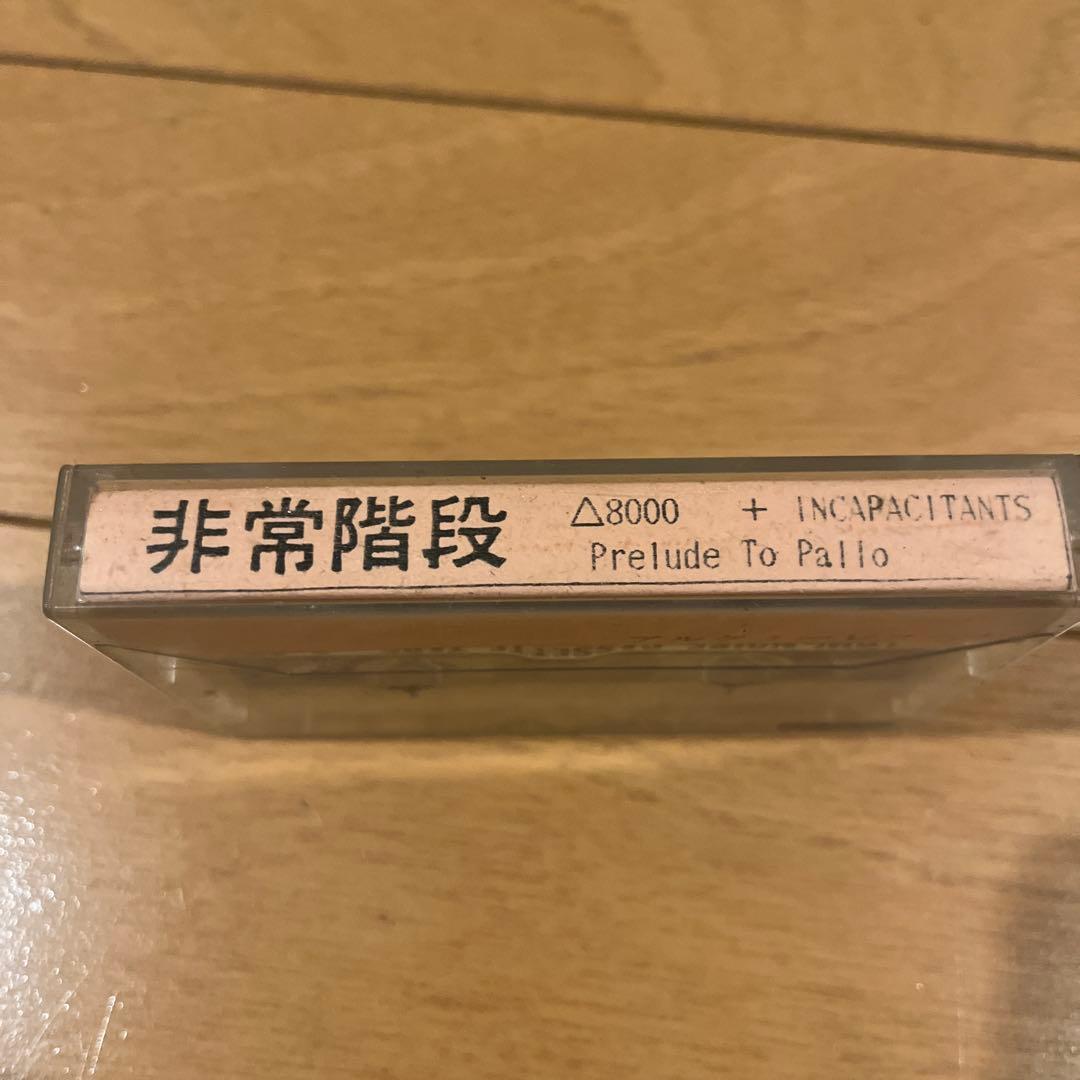 非常階段 △8000 + INCAPACITANTS
Prelude To Pallo